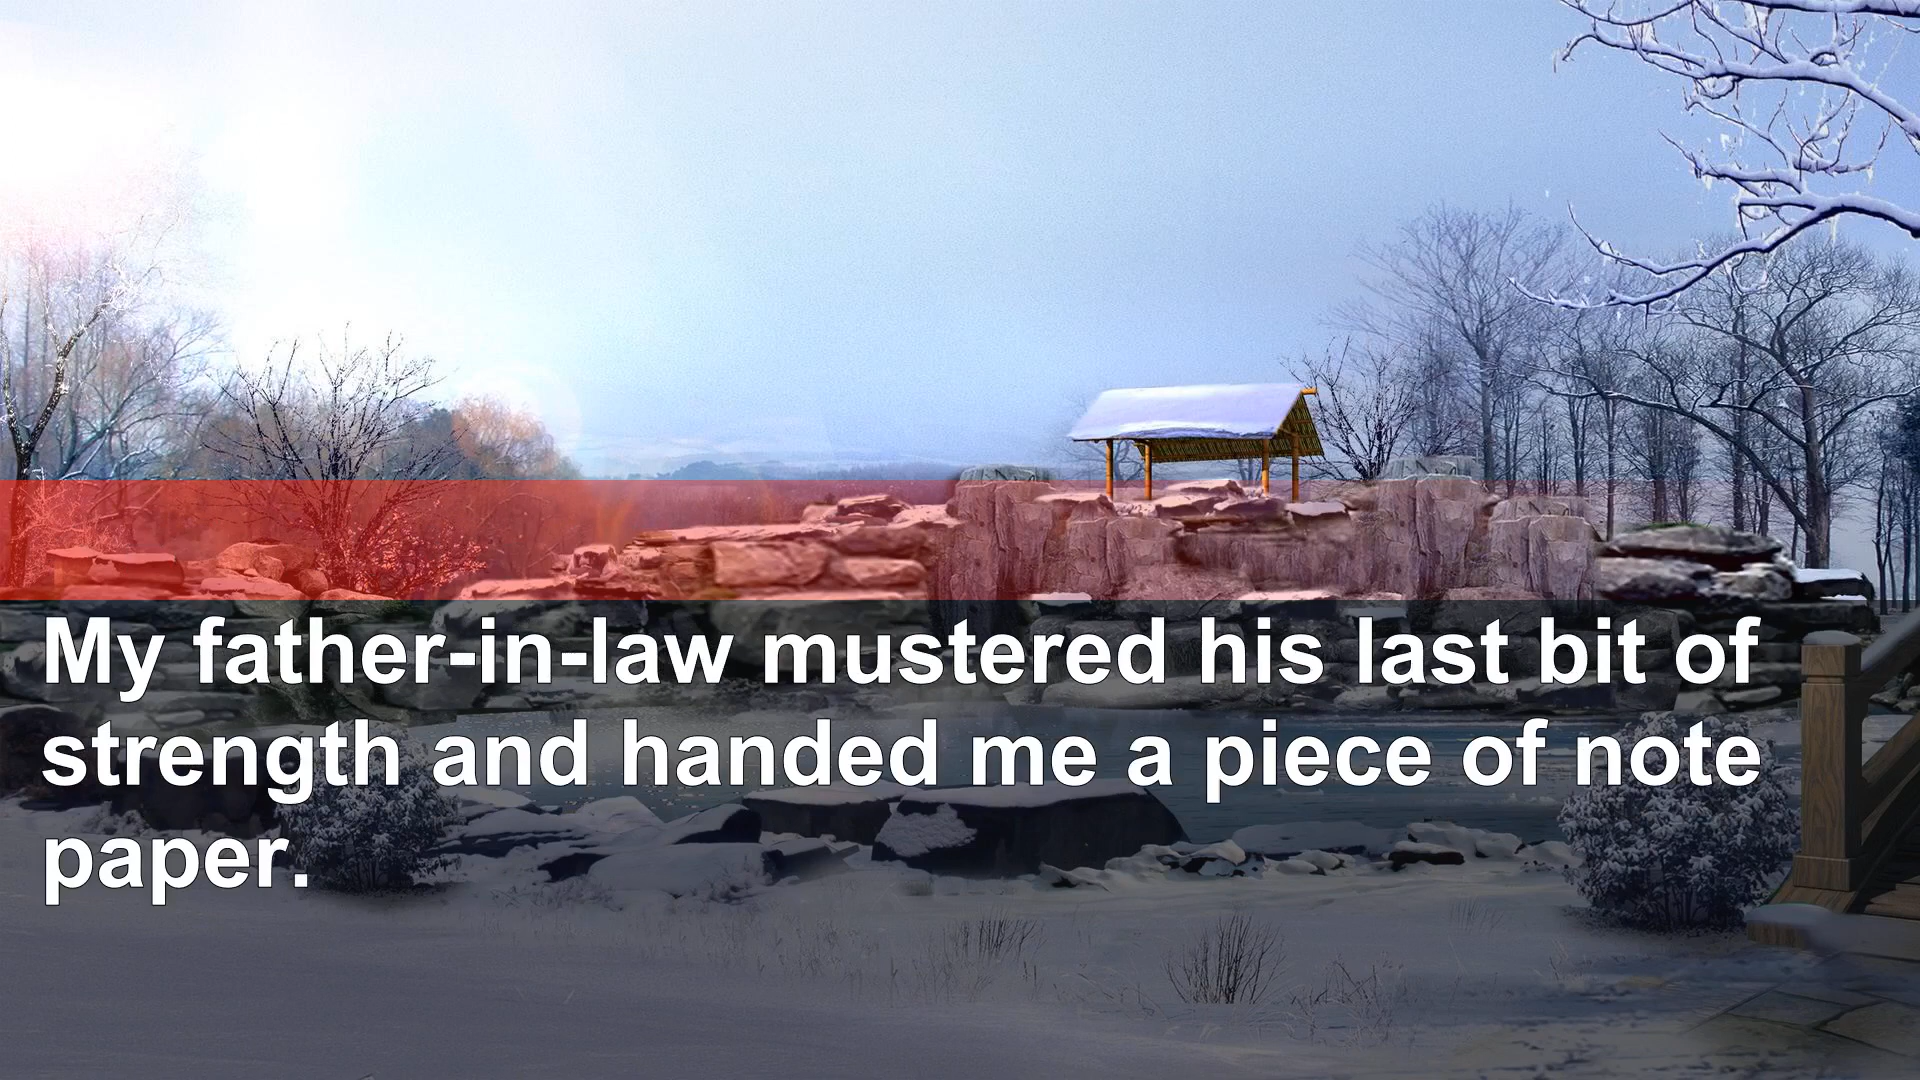 My father-in-law mustered his last bit of
strength and handed me a piece of note
paper.